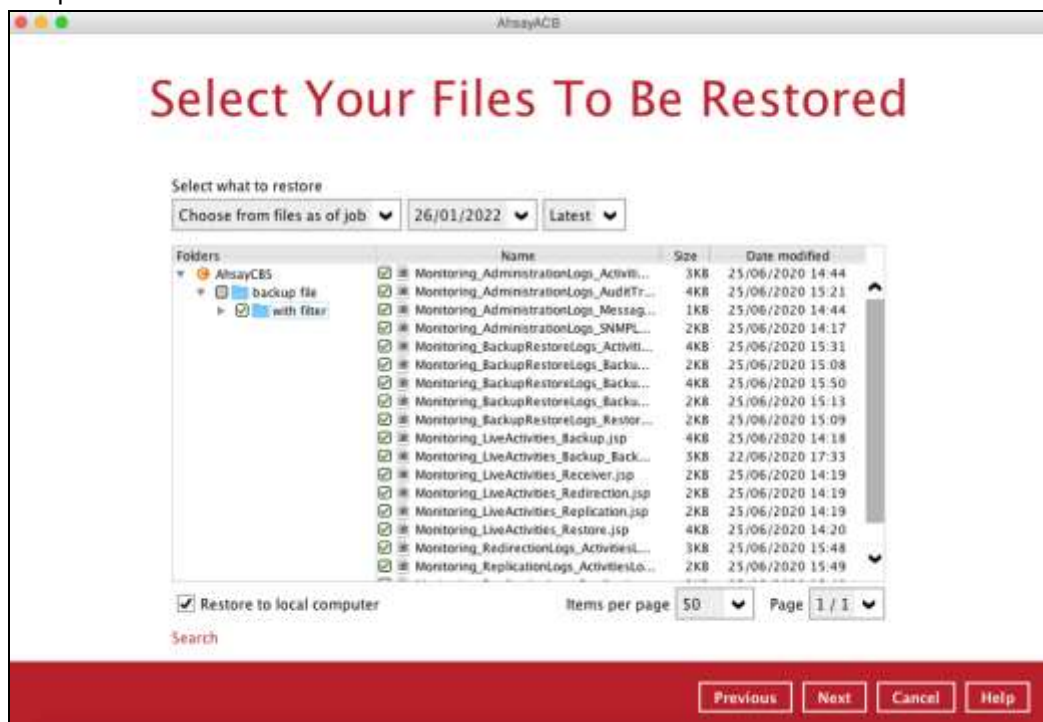 AhsayACB
Select Your Files To Be Restored
Select what to restore
Choose from files as of job 26/01/2022 Latest
Folders Name Size Date modified
AhsayCBS
backup file
with filter
Monitoring_AdministrationLogs_Activiti... 3KB 25/06/2020 14:44
Monitoring_AdministrationLogs_AuditTr... 4KB 25/06/2020 15:21
Monitoring_AdministrationLogs_Messag... 1KB 25/06/2020 14:44
Monitoring_AdministrationLogs_SNMPL... 2KB 25/06/2020 14:17
Monitoring_BackupRestoreLogs_Activiti... 4KB 25/06/2020 15:31
Monitoring_BackupRestoreLogs_Backu... 2KB 25/06/2020 15:08
Monitoring_BackupRestoreLogs_Backu... 4KB 25/06/2020 15:50
Monitoring_BackupRestoreLogs_Backu... 2KB 25/06/2020 15:13
Monitoring_BackupRestoreLogs_Restor... 2KB 25/06/2020 15:09
Monitoring_LiveActivities_Backup.jsp 4KB 25/06/2020 14:18
Monitoring_LiveActivities_Backup_Back... 5KB 22/06/2020 17:33
Monitoring_LiveActivities_Receiver.jsp 2KB 25/06/2020 14:19
Monitoring_LiveActivities_Redirection.jsp 2KB 25/06/2020 14:19
Monitoring_LiveActivities_Replication.jsp 2KB 25/06/2020 14:19
Monitoring_LiveActivities_Restore.jsp 4KB 25/06/2020 14:20
Monitoring_RedirectionLogs_ActivitiesL... 3KB 25/06/2020 15:48
Monitoring_ReplicationLogs_ActivitiesLo... 2KB 25/06/2020 15:49
Restore to local computer Items per page 50 Page 1 / 1
Search
Previous Next Cancel Help